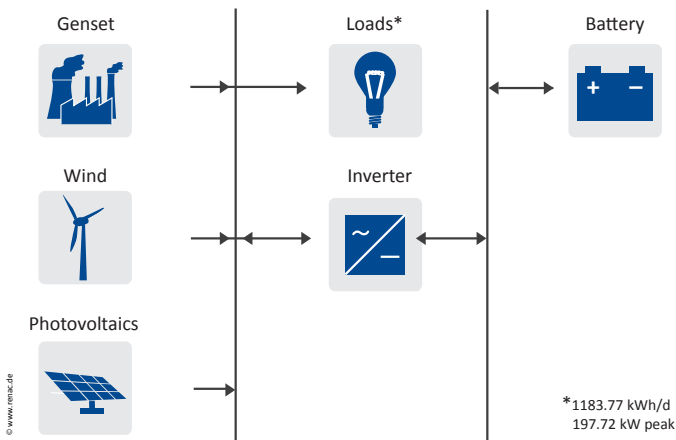 Genset
Loads*
Battery
+ −
Wind
Inverter
~
−
Photovoltaics
© www.renac.de
*1183.77 kWh/d
197.72 kW peak